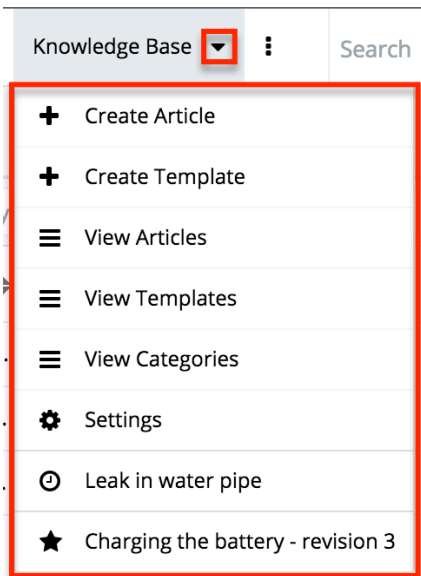 Knowledge Base
Search
Create Article
Create Template
View Articles
View Templates
View Categories
Settings
Leak in water pipe
Charging the battery - revision 3